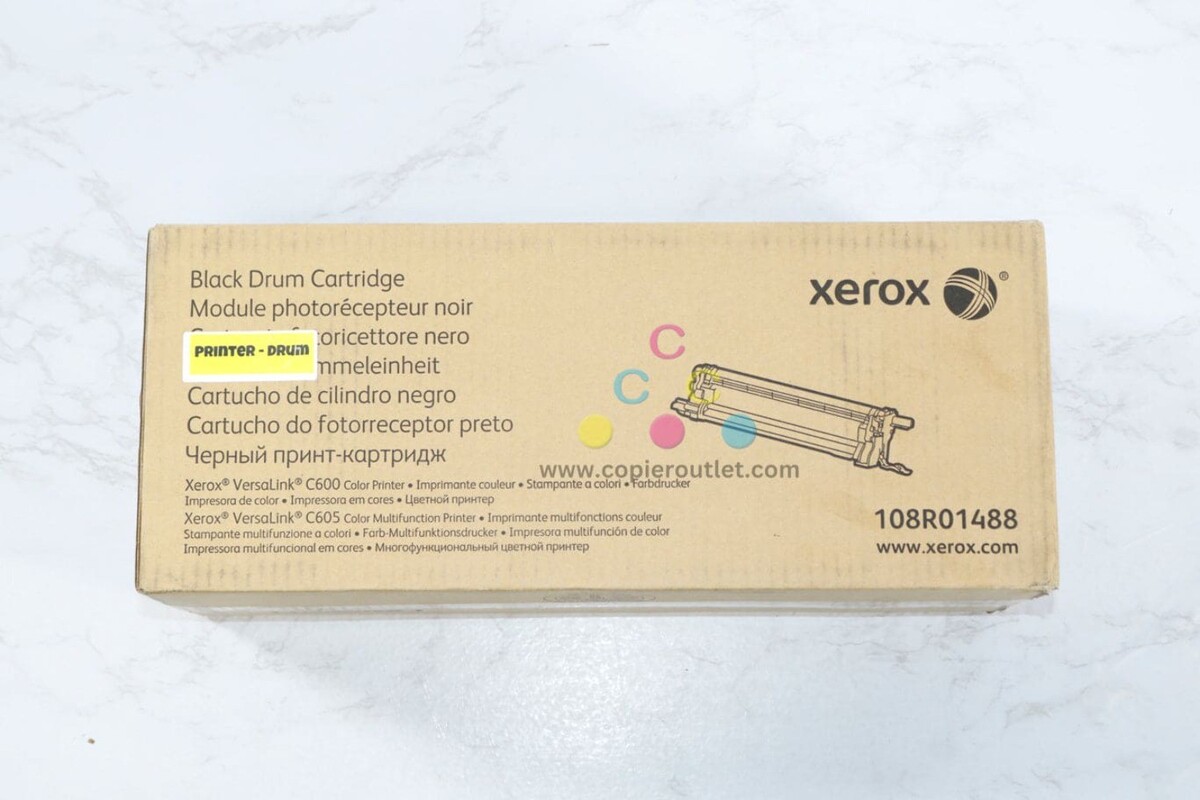 Black Drum Cartridge
Module photorécepteur noir
fotoricettore nero
PRINTER - DRUM
Cartucho de cilindro negro
Cartucho do fotorreceptor preto
Черный принт-картридж
Xerox® VersaLink® C600 Color Printer • Imprimante couleur • Stampante a colori • Farbdrucker
Impresora de color • Impressora em cores • Цветной принтер
Xerox® VersaLink® C605 Color Multifunction Printer • Imprimante multifonctions couleur
Stampante multifunzione a colori • Farb-Multifunktionsdrucker • Impresora multifunción de color
Impressora multifuncional em cores • Многофункциональный цветной принтер
xerox ®
C
C
C
www.copieroutlet.com
108R01488
www.xerox.com